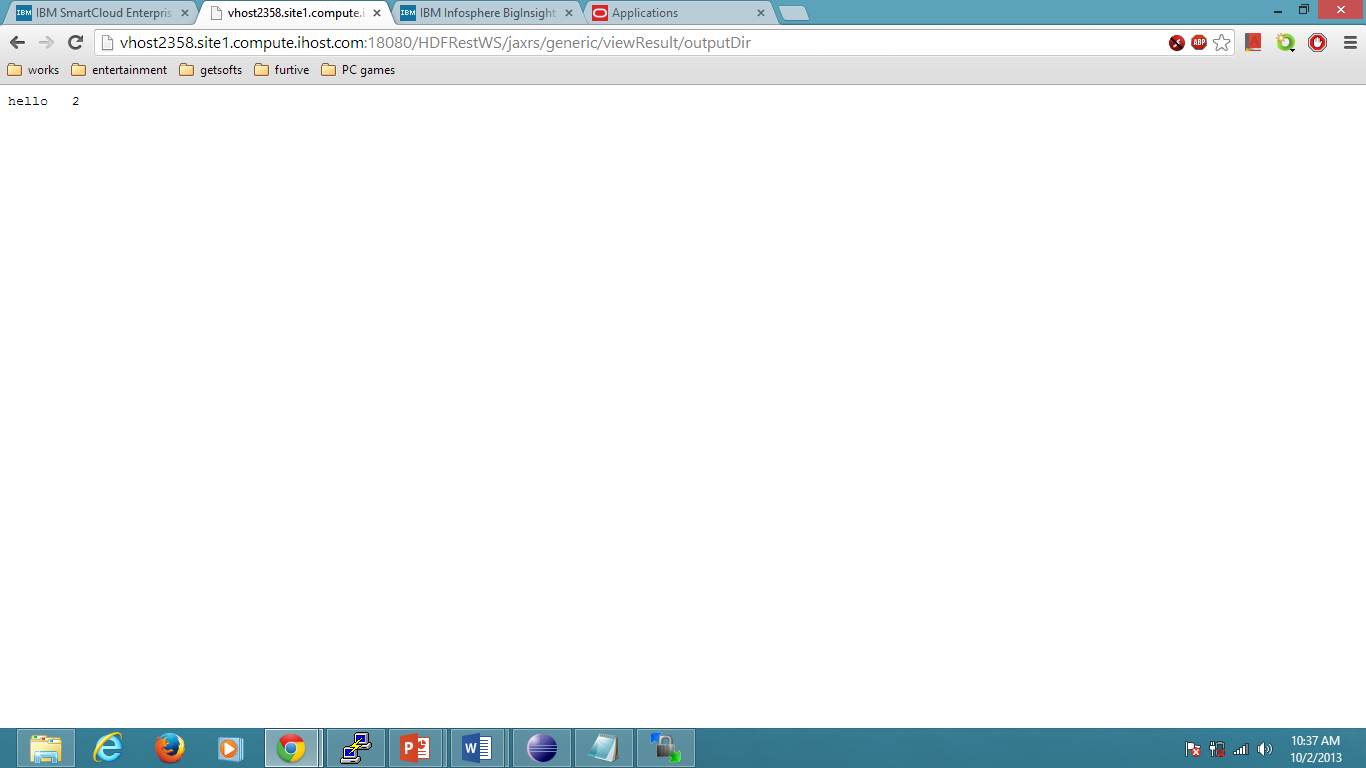 IBM SmartCloud Enterpris
vhost2358.site1.compute.i
IBM Infosphere BigInsight
Applications
vhost2358.site1.compute.ihost.com:18080/HDFRestWS/jaxrs/generic/viewResult/outputDir
ABP
works entertainment getsofts furtive PC games
hello 2
10:37 AM
10/2/2013